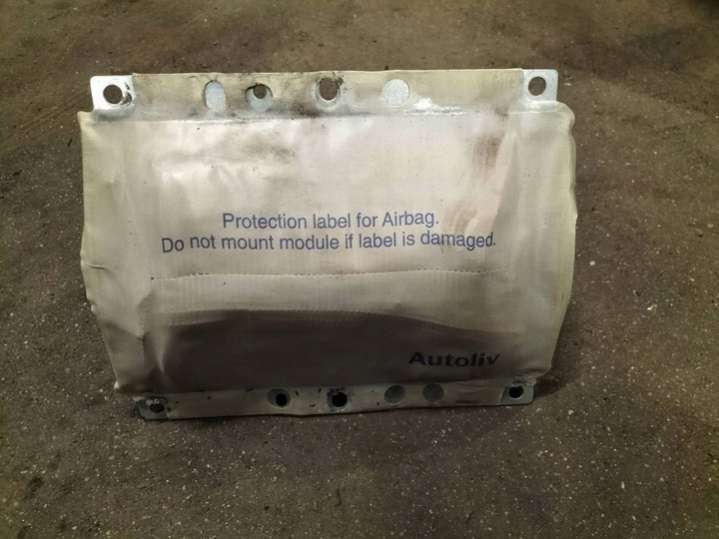 Protection label for Airbag.
Do not mount module if label is damaged.
Autoliv